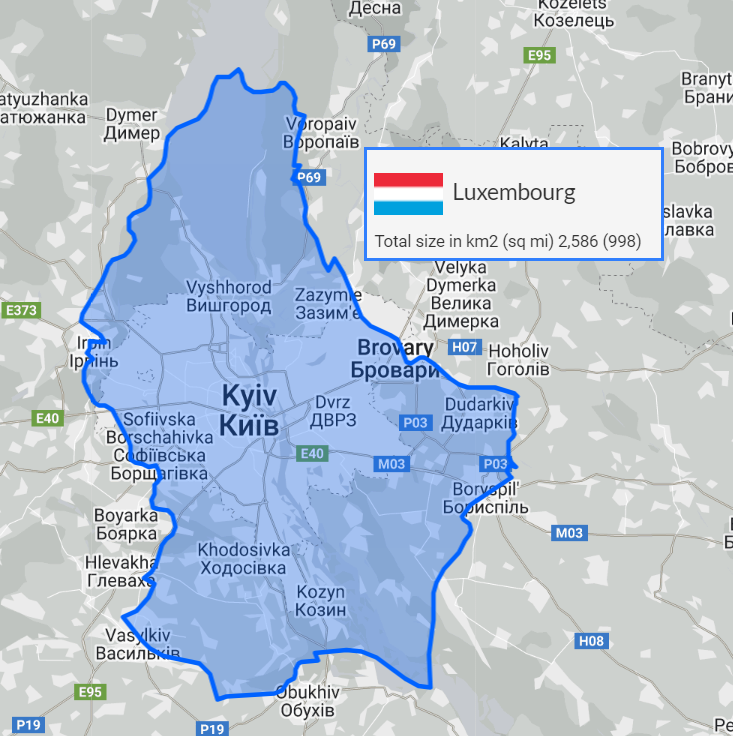 Десна
Kozelets
Козелець
P69
E95
Branyt
Брани
atyuzhanka
атюжанка
Dymer
Димер
Voropaiv
Воропаїв
Kalyta
Bobrovy
Бобров
P69
Luxembourg
slavka
лавка
Total size in km2 (sq mi) 2,586 (998)
Velyka
Dymerka
Велика
Димерка
Vyshhorod
Вишгород
Zazymie
Зазим'є
E373
Irpin
Ірпінь
Brovary
Бровари
H07
Hoholiv
Гоголів
Kyiv
Київ
Dvrz
ДВРЗ
Dudarkiv
Дударків
E40
P03
Sofiivska
Borschahivka
Софіївська
Борщагівка
E40
M03
P03
Boryspil'
Бориспіль
Boyarka
Боярка
M03
Hlevakha
Глеваха
Khodosivka
Ходосівка
Kozyn
Козин
Vasylkiv
Васильків
H08
E95
Obukhiv
Обухів
P19
P19
Pe